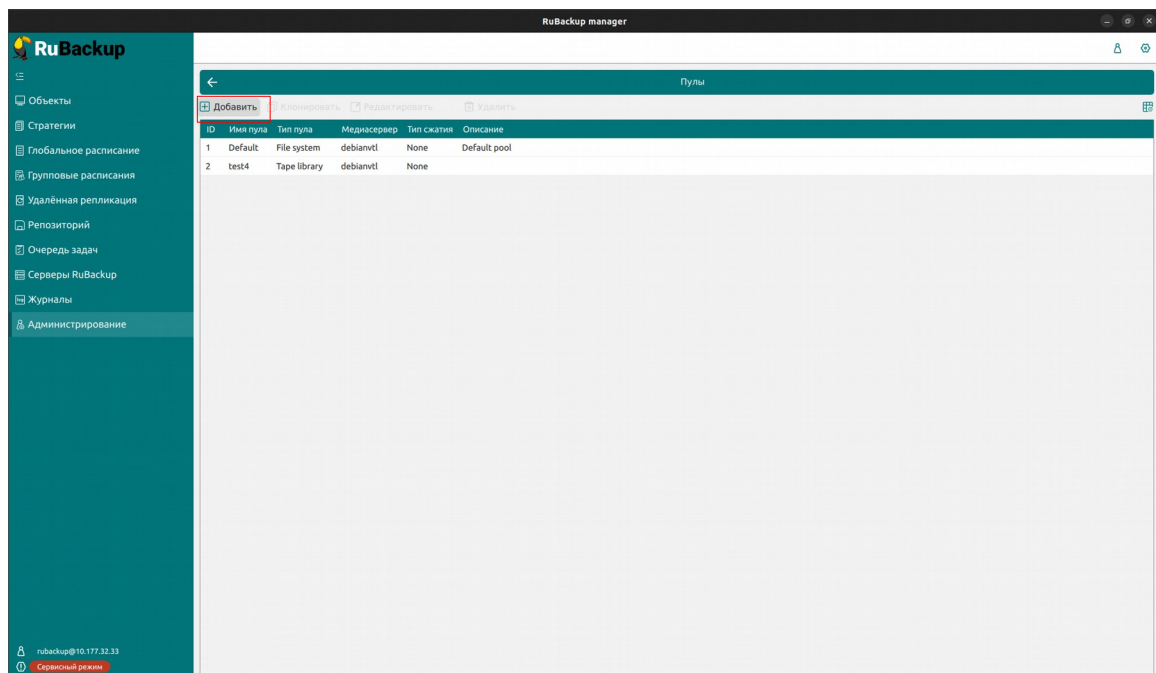 RuBackup manager
RuBackup
Объекты
Стратегии
Глобальное расписание
Групповые расписания
Удалённая репликация
Репозиторий
Очередь задач
Серверы RuBackup
Журналы
Администрирование
rubackup@10.177.32.33
Сервисный режим
Пулы
Добавить Клонировать Редактировать Удалить
ID Имя пула Тип пула Медиасервер Тип сжатия Описание
1 Default File system debianvtl None Default pool
2 test4 Tape library debianvtl None